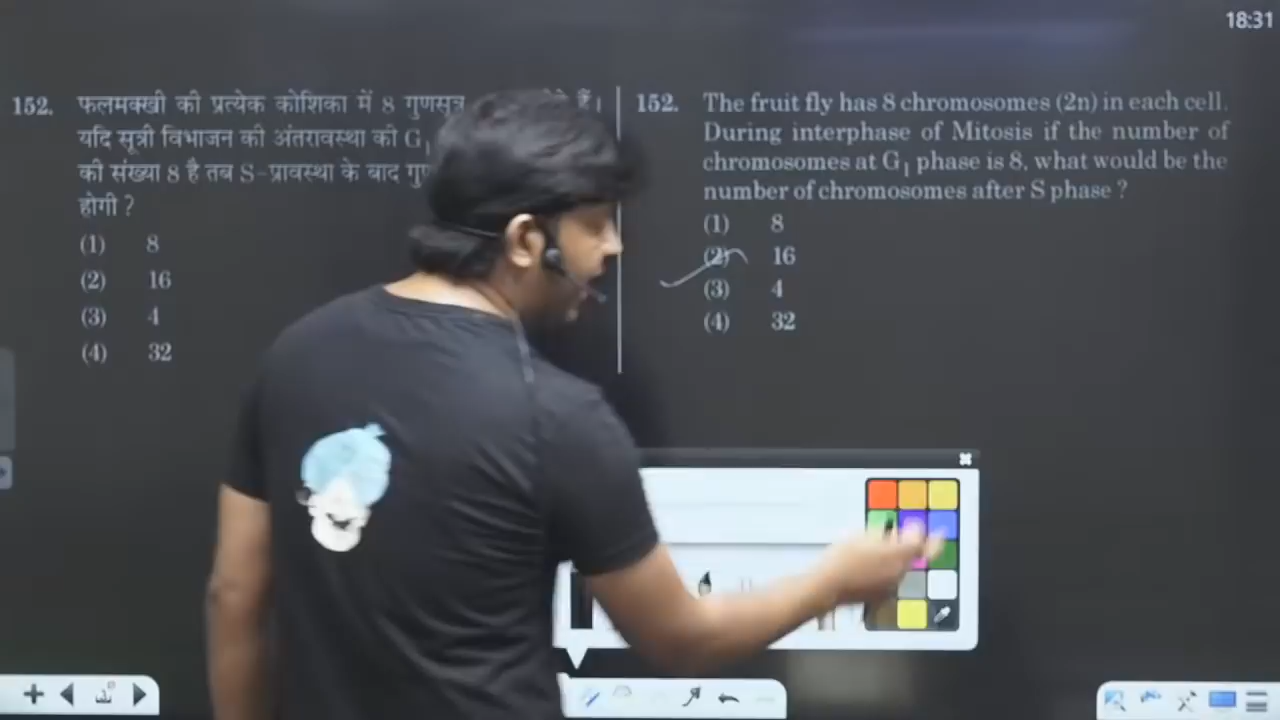 18:31
152. फलमक्खी की प्रत्येक कोशिका में 8 गुणसूत्र हैं।
यदि सूत्री विभाजन की अंतरावस्था की G₁
की संख्या 8 है तब S-प्रावस्था के बाद
होगी ?
(1) 8
(2) 16
(3) 4
(4) 32
152. The fruit fly has 8 chromosomes (2n) in each cell.
During interphase of Mitosis if the number of
chromosomes at G₁ phase is 8, what would be the
number of chromosomes after S phase ?
(1) 8
(2) 16
(3) 4
(4) 32